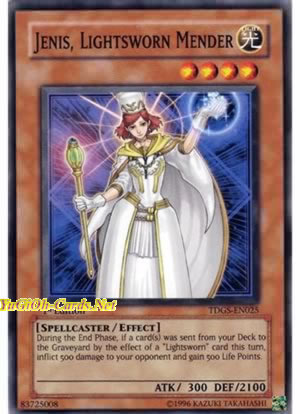 JENIS, LIGHTSWORN MENDER
光
YuGiOh-Cards.Net
TDGS-EN025
[SPELLCASTER / EFFECT]
During the End Phase, if a card(s) was sent from your Deck to
the Graveyard by the effect of a "Lightsworn" card this turn,
inflict 500 damage to your opponent and gain 500 Life Points.
ATK / 300 DEF/2100
83725008
©1996 KAZUKI TAKAHASHI